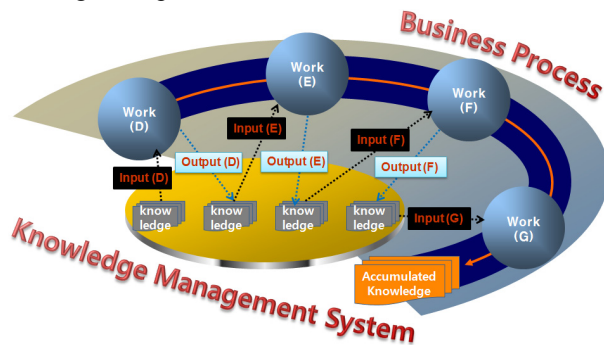 Business Process
Work
(E)
Work
(D)
Work
(F)
Input (E)
Input (F)
Output (D)
Output (E)
Output (F)
Input (D)
know
ledge
know
ledge
know
ledge
know
ledge
Input (G)
Work
(G)
Accumulated
Knowledge
Knowledge Management System